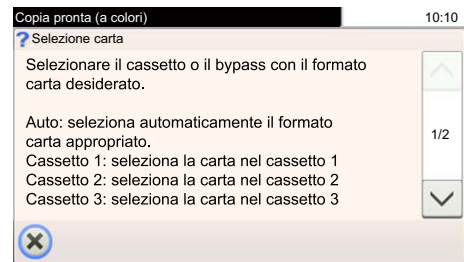 Copia pronta (a colori)
10:10
? Selezione carta
Selezionare il cassetto o il bypass con il formato
carta desiderato.
Auto: seleziona automaticamente il formato
carta appropriato.
1/2
Cassetto 1: seleziona la carta nel cassetto 1
Cassetto 2: seleziona la carta nel cassetto 2
Cassetto 3: seleziona la carta nel cassetto 3